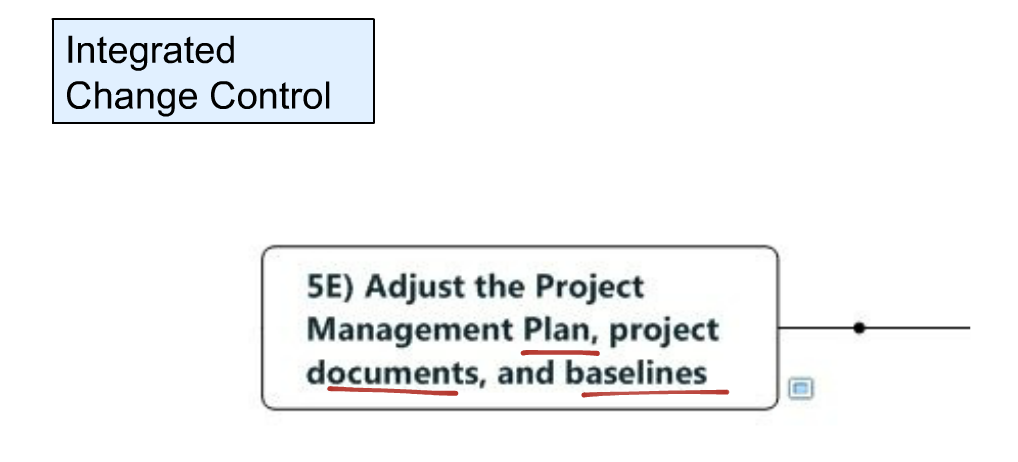 Integrated
Change Control
5E) Adjust the Project
Management Plan, project
documents, and baselines